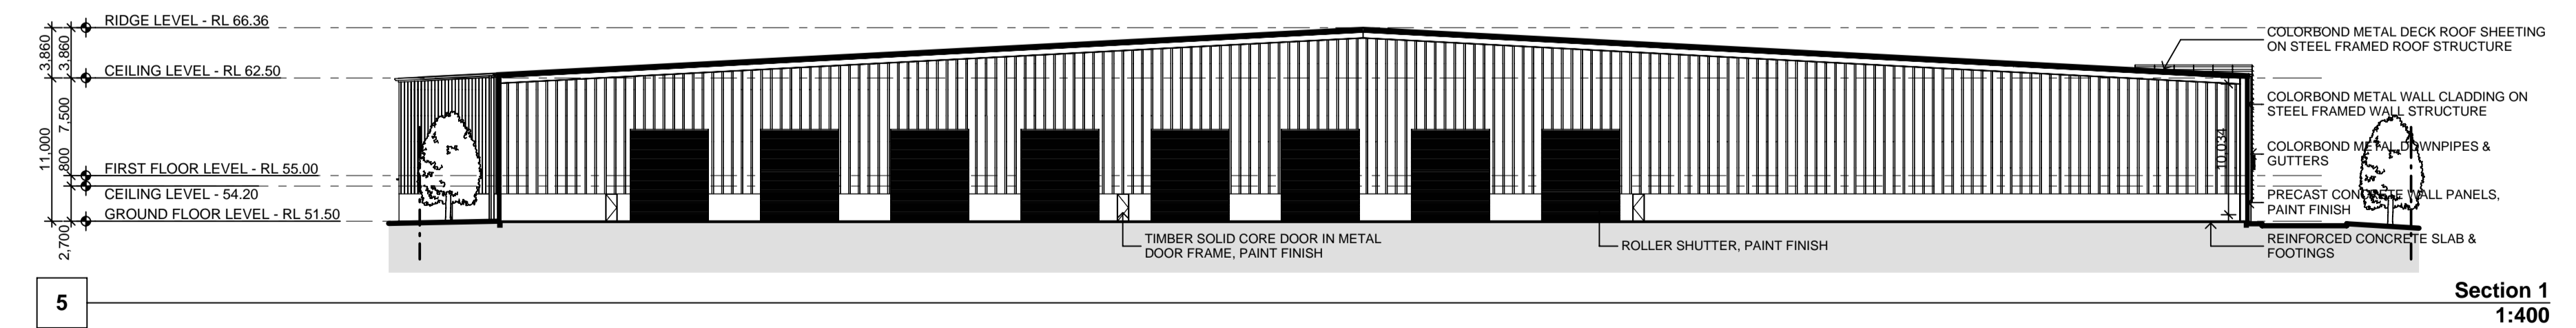 RIDGE LEVEL - RL 66.36
3,860
3,860
CEILING LEVEL - RL 62.50
11,000
7,500
FIRST FLOOR LEVEL - RL 55.00
800
CEILING LEVEL - 54.20
GROUND FLOOR LEVEL - RL 51.50
2,700
COLORBOND METAL DECK ROOF SHEETING
ON STEEL FRAMED ROOF STRUCTURE
COLORBOND METAL WALL CLADDING ON
STEEL FRAMED WALL STRUCTURE
10,034
COLORBOND METAL DOWNPIPES &
GUTTERS
PRECAST CONCRETE WALL PANELS,
PAINT FINISH
REINFORCED CONCRETE SLAB &
FOOTINGS
TIMBER SOLID CORE DOOR IN METAL
DOOR FRAME, PAINT FINISH
ROLLER SHUTTER, PAINT FINISH
5
Section 1
1:400